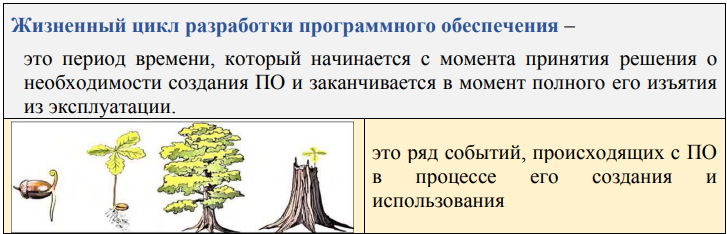 Жизненный цикл разработки программного обеспечения –
это период времени, который начинается с момента принятия решения о
необходимости создания ПО и заканчивается в момент полного его изъятия
из эксплуатации.
это ряд событий, происходящих с ПО
в процессе его создания и
использования